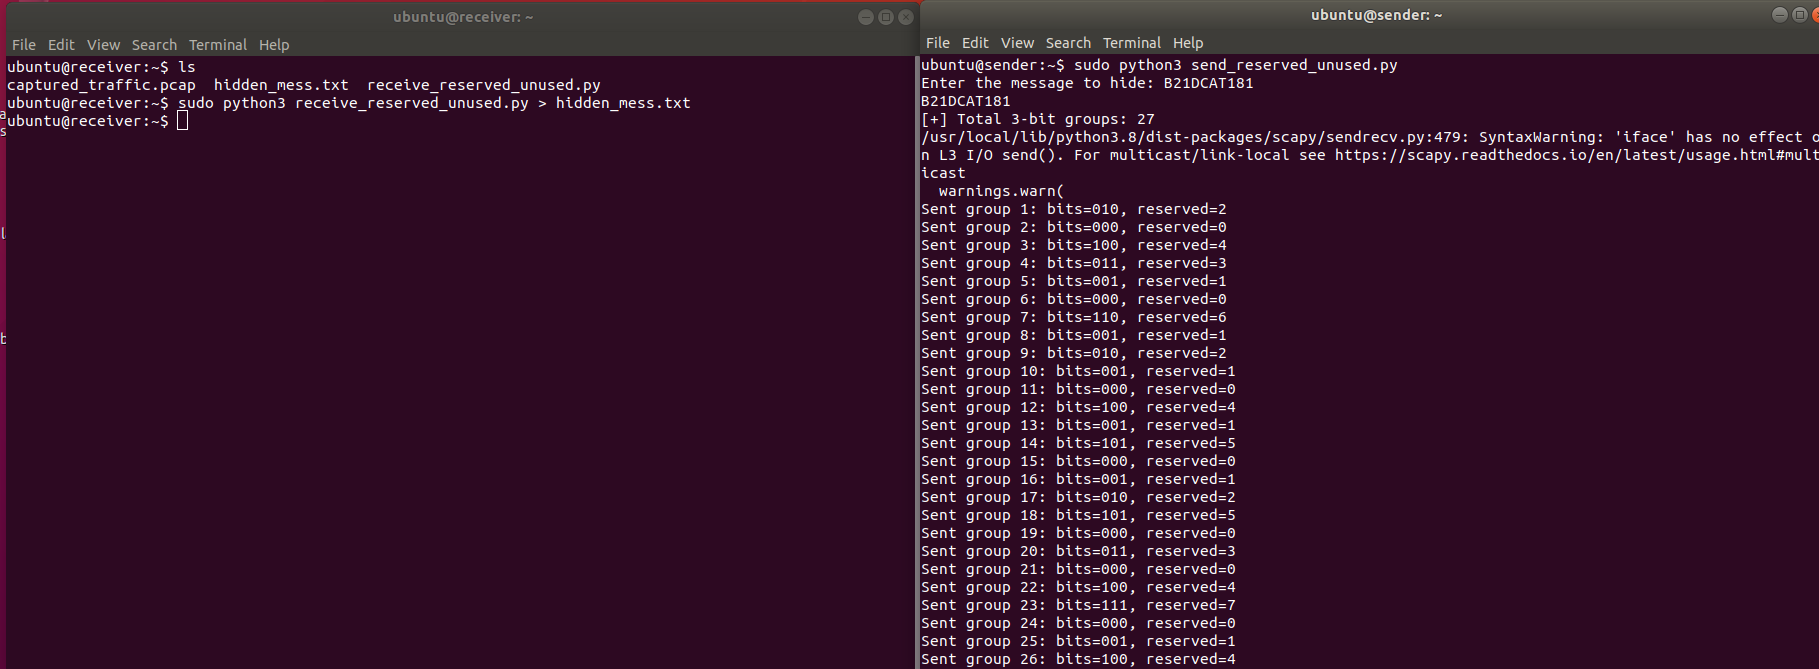 ubuntu@receiver: ~
File Edit View Search Terminal Help
ubuntu@receiver:~$ ls
captured_traffic.pcap  hidden_mess.txt  receive_reserved_unused.py
ubuntu@receiver:~$ sudo python3 receive_reserved_unused.py > hidden_mess.txt
ubuntu@receiver:~$
ubuntu@sender: ~
File Edit View Search Terminal Help
ubuntu@sender:~$ sudo python3 send_reserved_unused.py
Enter the message to hide: B21DCAT181
B21DCAT181
[+] Total 3-bit groups: 27
/usr/local/lib/python3.8/dist-packages/scapy/sendrecv.py:479: SyntaxWarning: 'iface' has no effect o
n L3 I/O send(). For multicast/link-local see https://scapy.readthedocs.io/en/latest/usage.html#mult
icast
  warnings.warn(
Sent group 1: bits=010, reserved=2
Sent group 2: bits=000, reserved=0
Sent group 3: bits=100, reserved=4
Sent group 4: bits=011, reserved=3
Sent group 5: bits=001, reserved=1
Sent group 6: bits=000, reserved=0
Sent group 7: bits=110, reserved=6
Sent group 8: bits=001, reserved=1
Sent group 9: bits=010, reserved=2
Sent group 10: bits=001, reserved=1
Sent group 11: bits=000, reserved=0
Sent group 12: bits=100, reserved=4
Sent group 13: bits=001, reserved=1
Sent group 14: bits=101, reserved=5
Sent group 15: bits=000, reserved=0
Sent group 16: bits=001, reserved=1
Sent group 17: bits=010, reserved=2
Sent group 18: bits=101, reserved=5
Sent group 19: bits=000, reserved=0
Sent group 20: bits=011, reserved=3
Sent group 21: bits=000, reserved=0
Sent group 22: bits=100, reserved=4
Sent group 23: bits=111, reserved=7
Sent group 24: bits=000, reserved=0
Sent group 25: bits=001, reserved=1
Sent group 26: bits=100, reserved=4